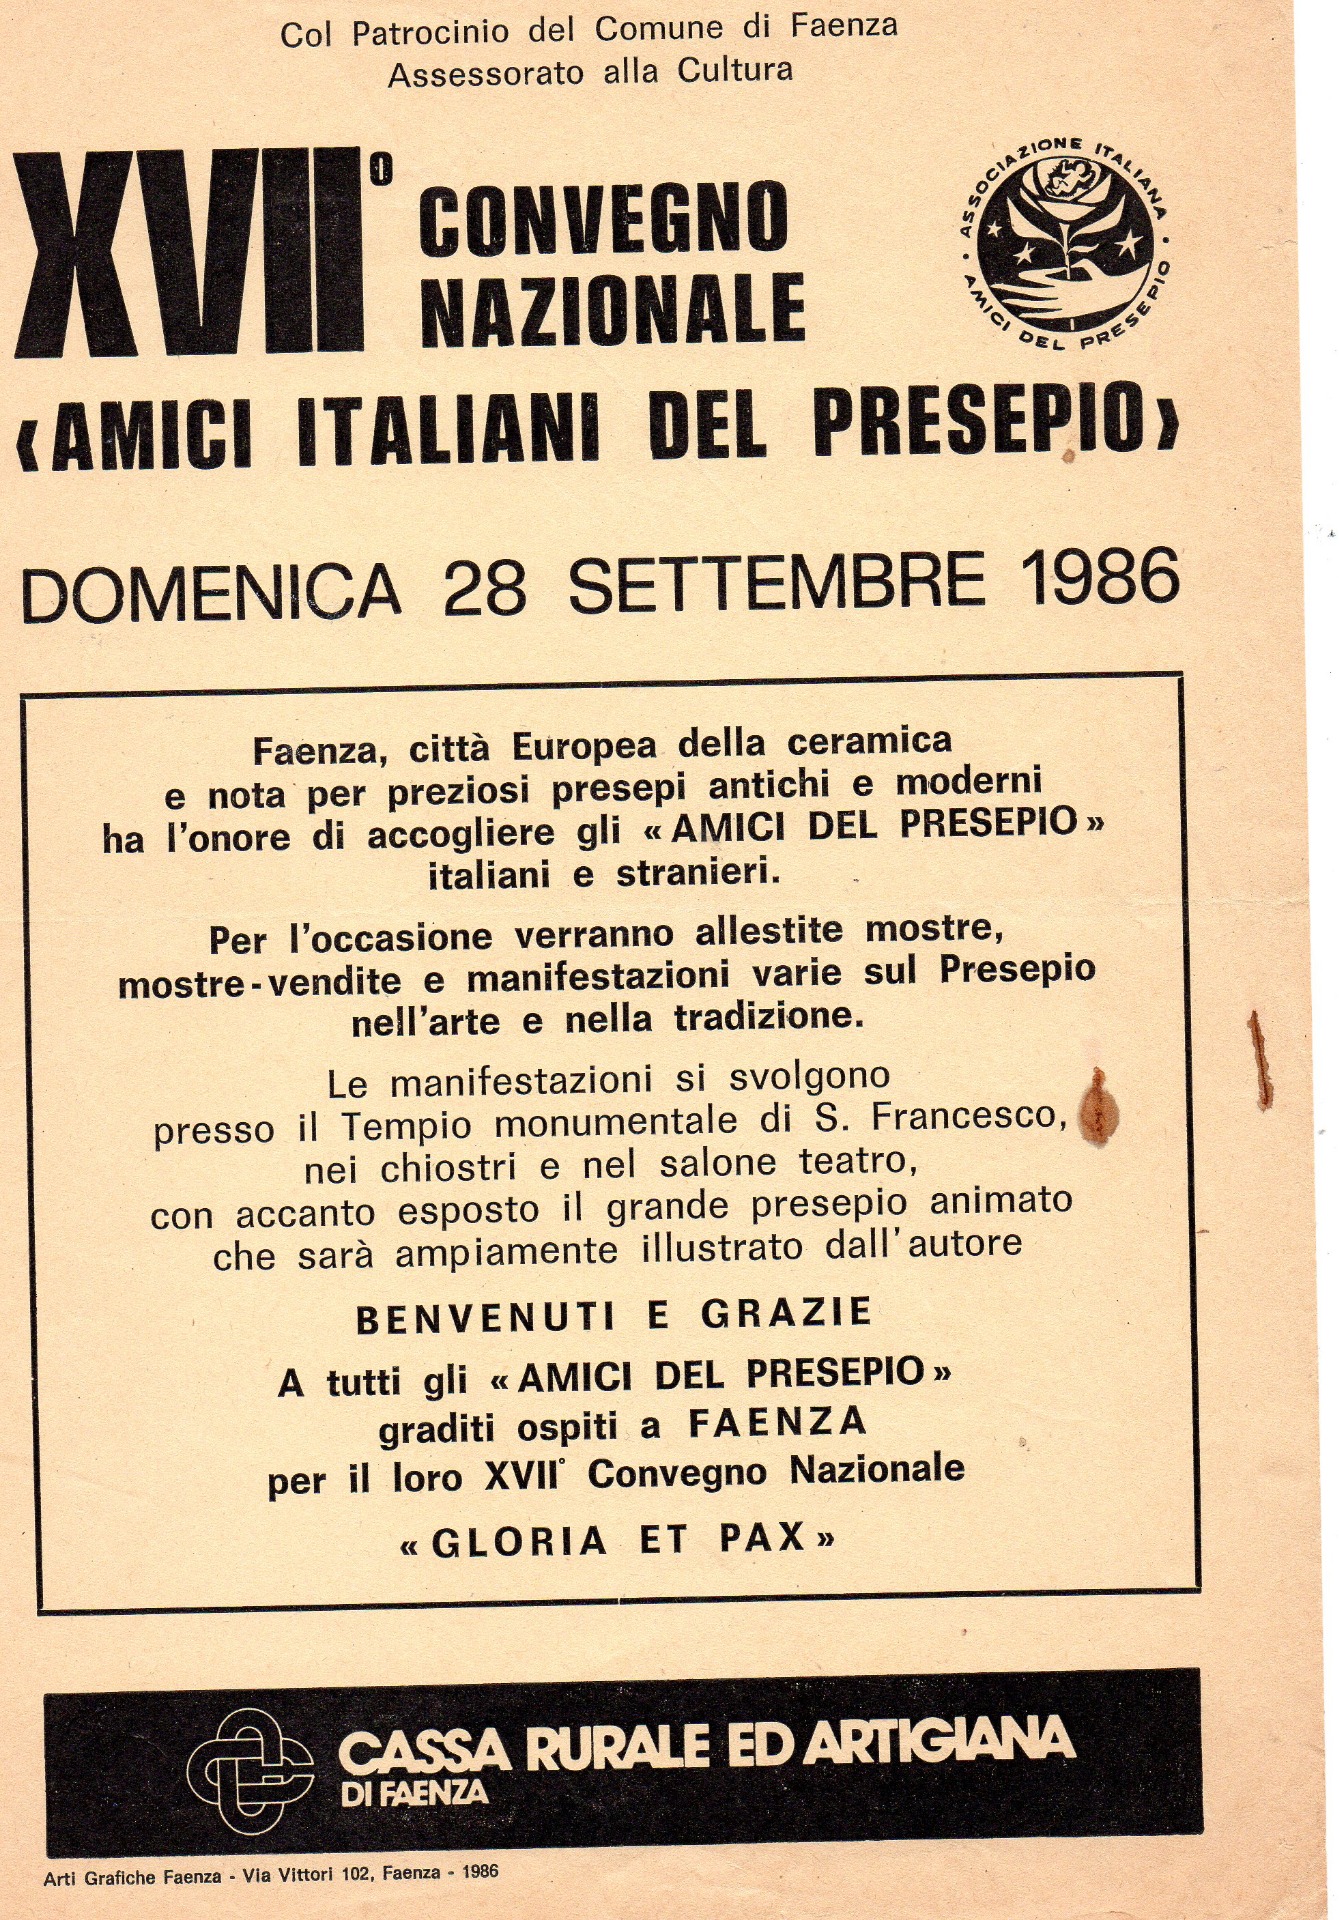 Col Patrocinio del Comune di Faenza
Assessorato alla Cultura
XVII° CONVEGNO
NAZIONALE
ASSOCIAZIONE ITALIANA • AMICI DEL PRESEPIO •
«AMICI ITALIANI DEL PRESEPIO»
DOMENICA 28 SETTEMBRE 1986
Faenza, città Europea della ceramica
e nota per preziosi presepi antichi e moderni
ha l'onore di accogliere gli «AMICI DEL PRESEPIO»
italiani e stranieri.
Per l'occasione verranno allestite mostre,
mostre-vendite e manifestazioni varie sul Presepio
nell'arte e nella tradizione.
Le manifestazioni si svolgono
presso il Tempio monumentale di S. Francesco,
nei chiostri e nel salone teatro,
con accanto esposto il grande presepio animato
che sarà ampiamente illustrato dall'autore
BENVENUTI E GRAZIE
A tutti gli «AMICI DEL PRESEPIO»
graditi ospiti a FAENZA
per il loro XVII° Convegno Nazionale
«GLORIA ET PAX»
CASSA RURALE ED ARTIGIANA
DI FAENZA
Arti Grafiche Faenza - Via Vittori 102, Faenza - 1986